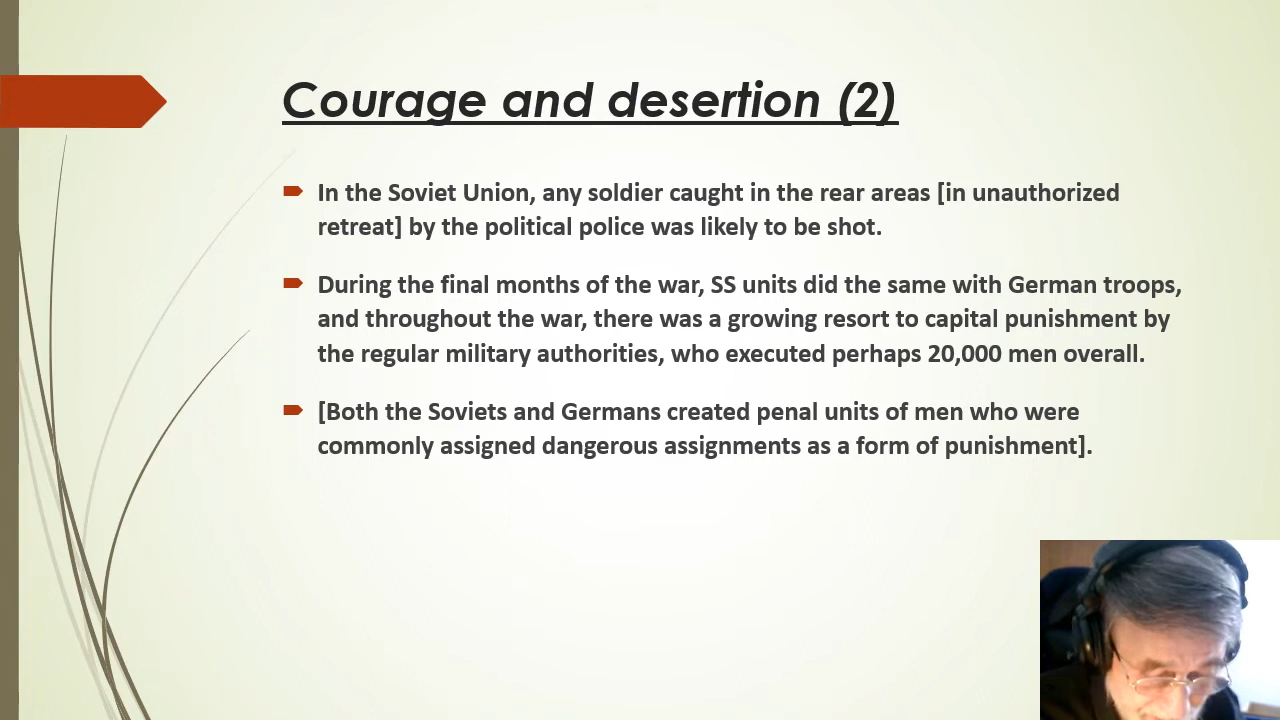 Courage and desertion (2)
In the Soviet Union, any soldier caught in the rear areas [in unauthorized
retreat] by the political police was likely to be shot.
During the final months of the war, SS units did the same with German troops,
and throughout the war, there was a growing resort to capital punishment by
the regular military authorities, who executed perhaps 20,000 men overall.
[Both the Soviets and Germans created penal units of men who were
commonly assigned dangerous assignments as a form of punishment].